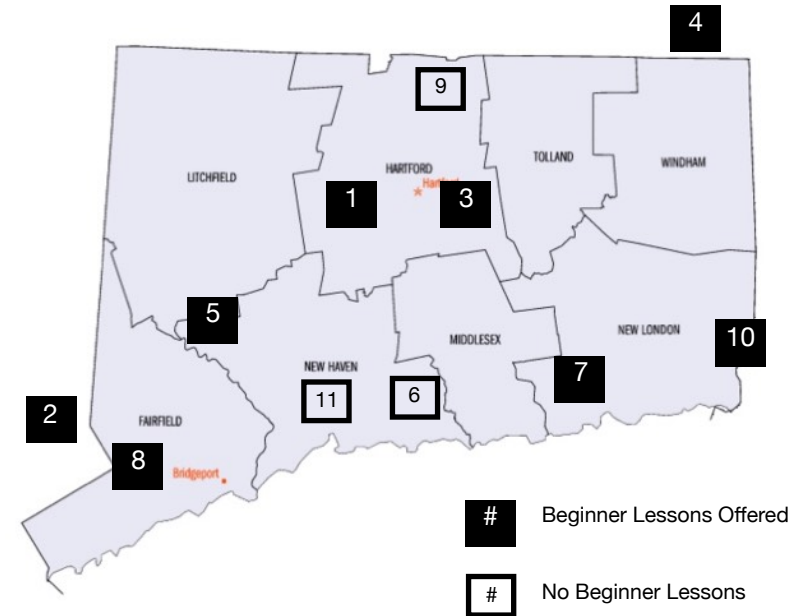 4
9
LITCHFIELD
HARTFORD
TOLLAND
WINDHAM
1
3
5
NEW HAVEN
MIDDLESEX
NEW LONDON
10
7
11
6
2
FAIRFIELD
8
Bridgeport
# Beginner Lessons Offered
# No Beginner Lessons